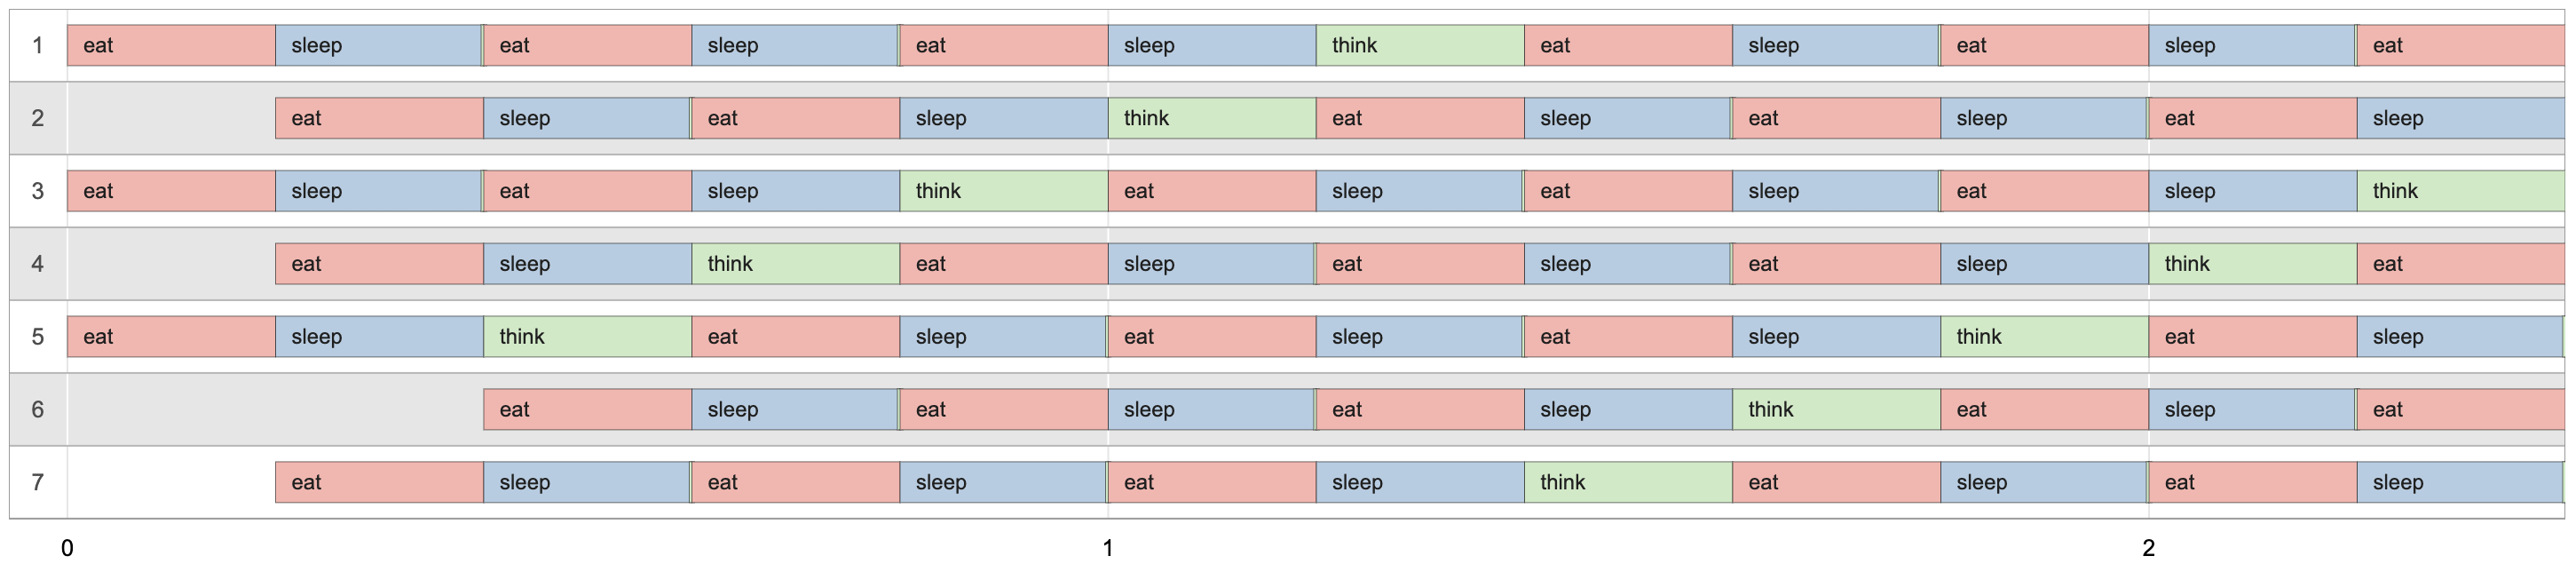 1 eat sleep eat sleep eat sleep think eat sleep eat sleep eat
2 eat sleep eat sleep think eat sleep eat sleep eat sleep
3 eat sleep eat sleep think eat sleep eat sleep eat sleep think
4 eat sleep think eat sleep eat sleep eat sleep think eat
5 eat sleep think eat sleep eat sleep eat sleep think eat sleep
6 eat sleep eat sleep eat sleep think eat sleep eat
7 eat sleep eat sleep eat sleep think eat sleep eat sleep
0 1 2